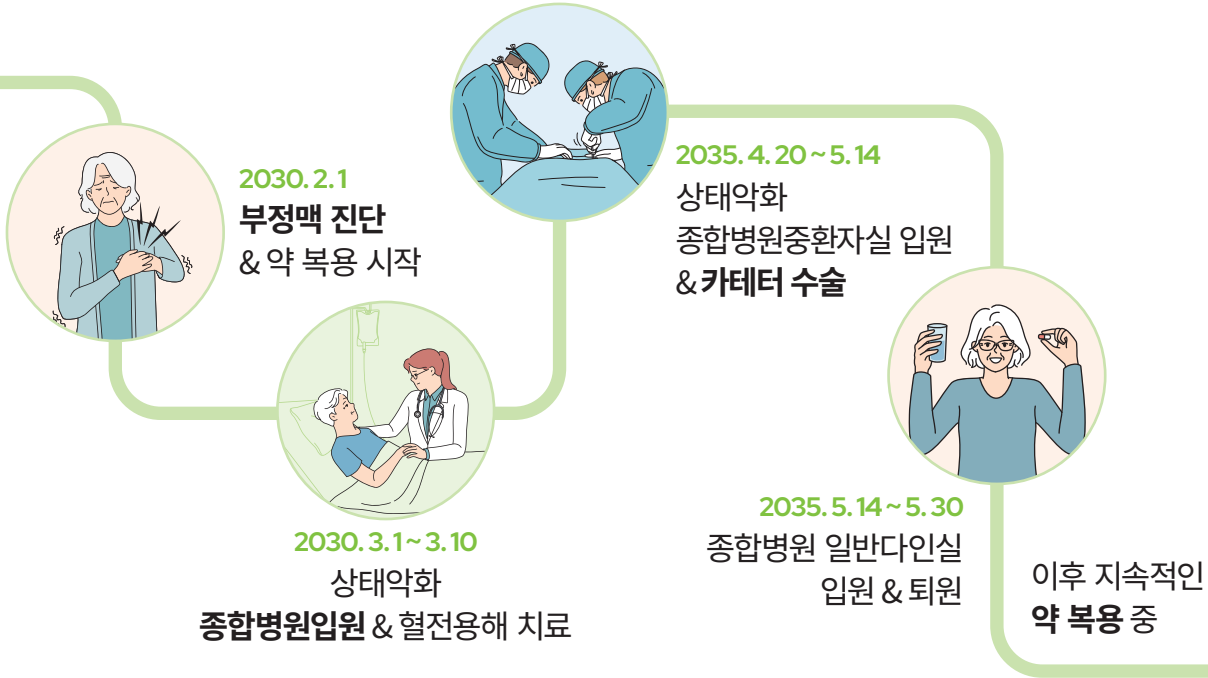 2030. 2. 1
부정맥 진단
& 약 복용 시작
2030. 3. 1 ~ 3. 10
상태악화
종합병원입원 & 혈전용해 치료
2035. 4. 20 ~ 5. 14
상태악화
종합병원중환자실 입원
& 카테터 수술
2035. 5. 14 ~ 5. 30
종합병원 일반다인실
입원 & 퇴원
이후 지속적인
약 복용 중